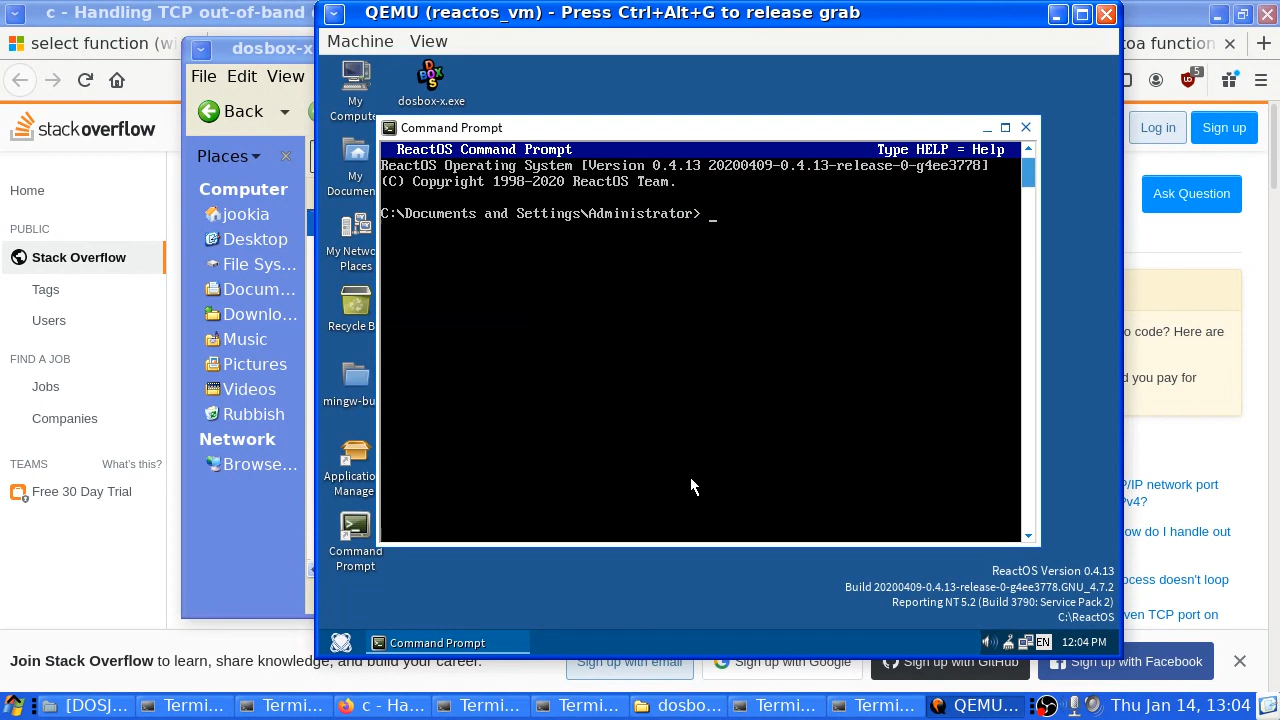 c - Handling TCP out-of-band
QEMU (reactos_vm) - Press Ctrl+Alt+G to release grab
select function (wi
dosbox-x
Machine View
toa function
File Edit View
Back
5
stackoverflow
Log in
Sign up
Home
PUBLIC
Stack Overflow
Tags
Users
FIND A JOB
Jobs
Companies
TEAMS
What's this?
Free 30 Day Trial
Places
Computer
jookia
Desktop
File Sys...
Docum...
Downlo...
Music
Pictures
Videos
Rubbish
Network
Browse...
My
Compute
dosbox-x.exe
My
Documen
My Netwo
Places
Recycle B
mingw-bu
Applicatio
Manage
Command
Prompt
Command Prompt
ReactOS Command Prompt
Type HELP = Help
ReactOS Operating System [Version 0.4.13 20200409-0.4.13-release-0-g4ee3778]
(C) Copyright 1998-2020 ReactOS Team.
C:\Documents and Settings\Administrator> _
ReactOS Version 0.4.13
Build 20200409-0.4.13-release-0-g4ee3778.GNU_4.7.2
Reporting NT 5.2 (Build 3790: Service Pack 2)
C:\ReactOS
Command Prompt
EN
12:04 PM
Ask Question
o code? Here are
d you pay for
P/IP network port
Pv4?
ow do I handle out
ocess doesn't loop
ven TCP port on
Join Stack Overflow to learn, share knowledge, and build your career.
Sign up with email
Sign up with Google
Sign up with GitHub
Sign up with Facebook
[DOSJ...
Termi...
Termi...
c - Ha...
Termi...
Termi...
dosbo...
Termi...
Termi...
QEMU...
Thu Jan 14, 13:04